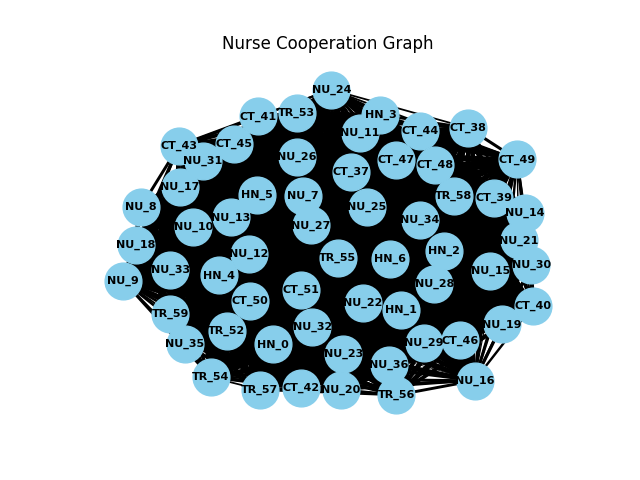 Nurse Cooperation Graph
NU_24
TR_53
HN_3
CT_41
CT_38
NU_11
CT_44
CT_45
CT_43
NU_26
CT_47
CT_49
NU_31
CT_48
CT_37
NU_17
HN_5
NU_7
TR_58
CT_39
NU_8
NU_25
NU_14
NU_13
NU_34
NU_10
NU_27
NU_21
NU_18
HN_2
NU_12
TR_55
HN_6
NU_30
NU_33
NU_15
HN_4
NU_9
NU_28
CT_51
CT_50
NU_22
CT_40
HN_1
TR_59
NU_19
NU_32
TR_52
CT_46
NU_29
NU_35
HN_0
NU_23
NU_36
TR_54
NU_16
CT_42
TR_57
NU_20
TR_56